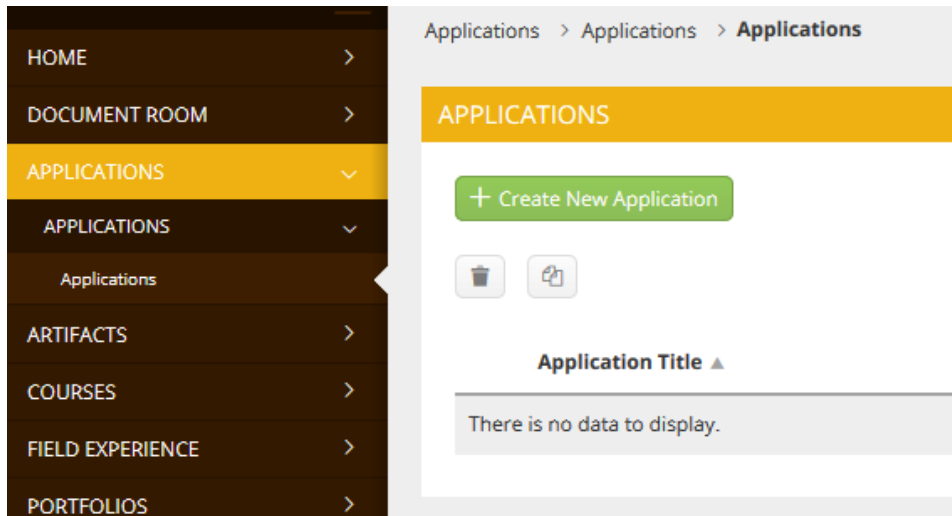 HOME
DOCUMENT ROOM
APPLICATIONS
APPLICATIONS
Applications
ARTIFACTS
COURSES
FIELD EXPERIENCE
PORTFOLIOS
Applications > Applications > Applications
APPLICATIONS
+ Create New Application
Application Title ▲
There is no data to display.